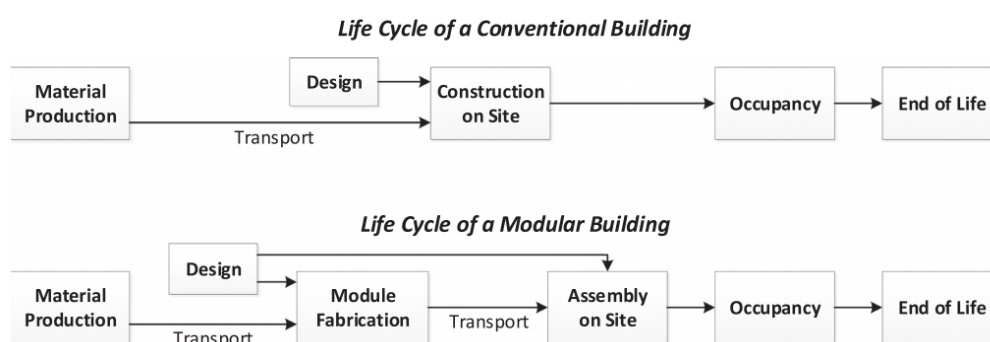 Life Cycle of a Conventional Building
Design
Material
Production
Construction
on Site
Occupancy
End of Life
Transport
Life Cycle of a Modular Building
Design
Material
Production
Module
Fabrication
Assembly
on Site
Occupancy
End of Life
Transport
Transport